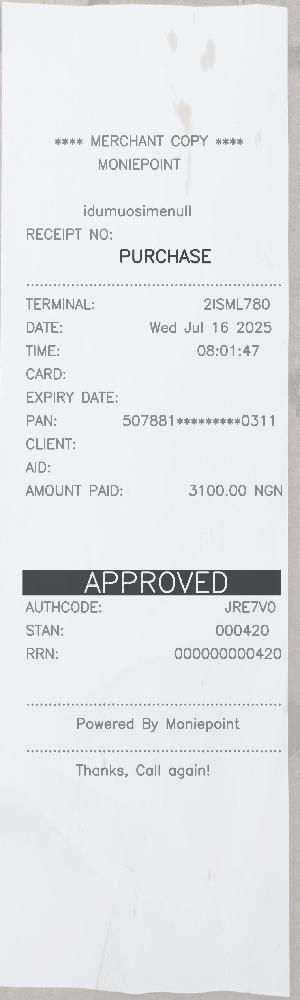 **** MERCHANT COPY ****
MONIEPOINT
idumuosimenull
RECEIPT NO:
PURCHASE
TERMINAL: 2ISML780
DATE: Wed Jul 16 2025
TIME: 08:01:47
CARD:
EXPIRY DATE:
PAN: 507881*********0311
CLIENT:
AID:
AMOUNT PAID: 3100.00 NGN
APPROVED
AUTHCODE: JRE7V0
STAN: 000420
RRN: 000000000420
Powered By Moniepoint
Thanks, Call again!